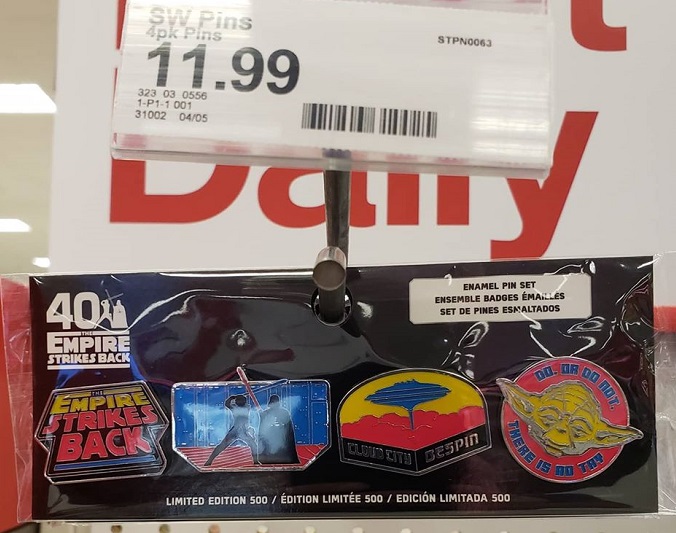 SW Pins
4pk Pins
STPN0063
11.99
323 03 0556
1-P1-1 001
31002 04/05
Daily
40
THE
EMPIRE
STRIKES BACK
ENAMEL PIN SET
ENSEMBLE BADGES ÉMAILLÉS
SET DE PINES ESMALTADOS
THE
EMPIRE
STRIKES
BACK
CLOUD CITY BESPIN
DO. OR DO NOT.
THERE IS NO TRY
LIMITED EDITION 500 / ÉDITION LIMITÉE 500 / EDICIÓN LIMITADA 500